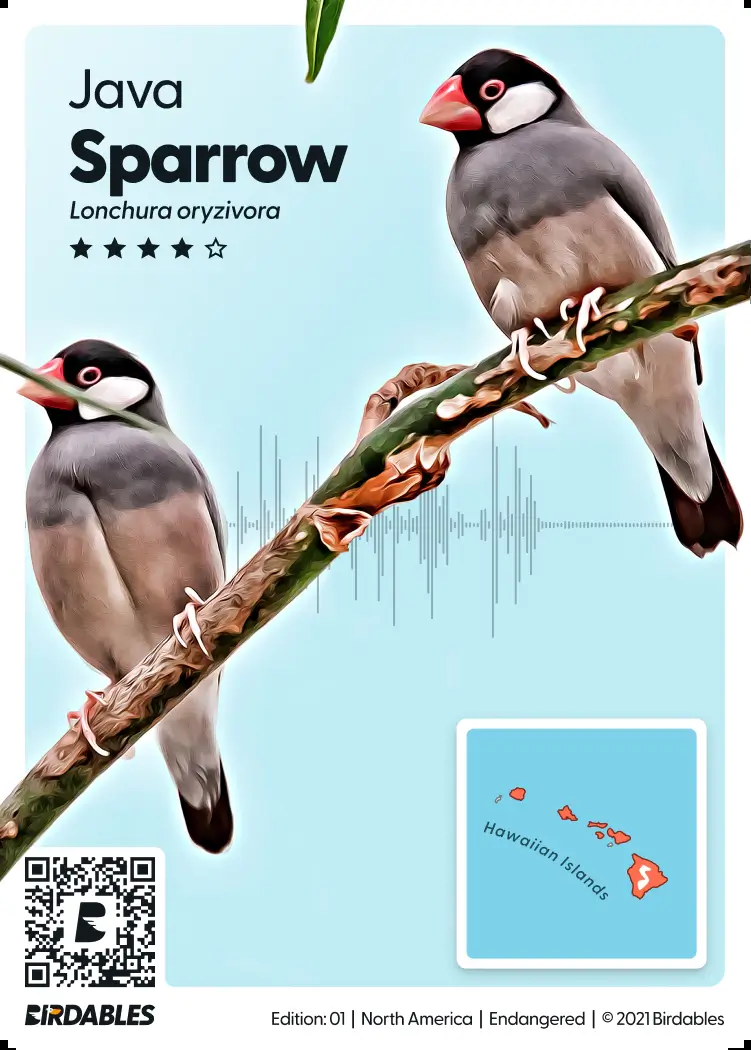 Java
Sparrow
Lonchura oryzivora
Hawaiian Islands
BiRDABLES
Edition: 01 | North America | Endangered | © 2021 Birdables